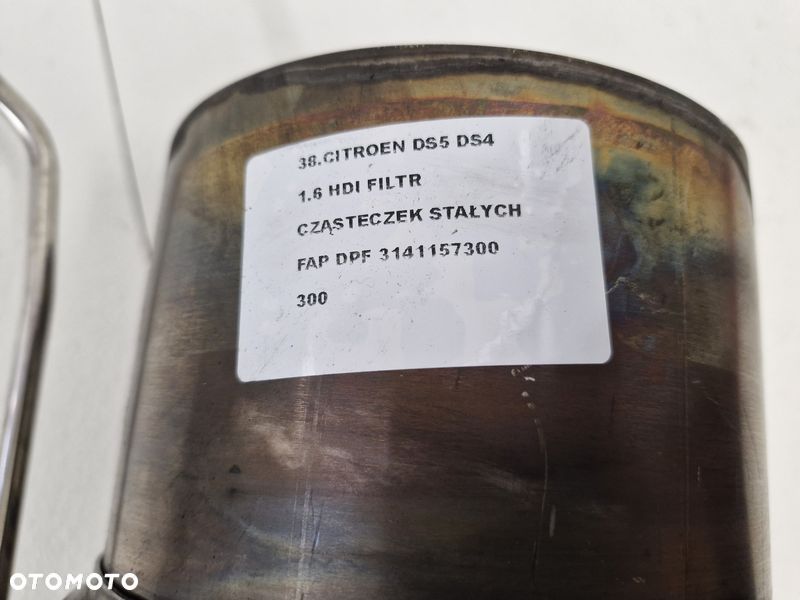 38.CITROEN DS5 DS4
1.6 HDI FILTR
CZĄSTECZEK STAŁYCH
FAP DPF 3141157300
300
OTOMOTO